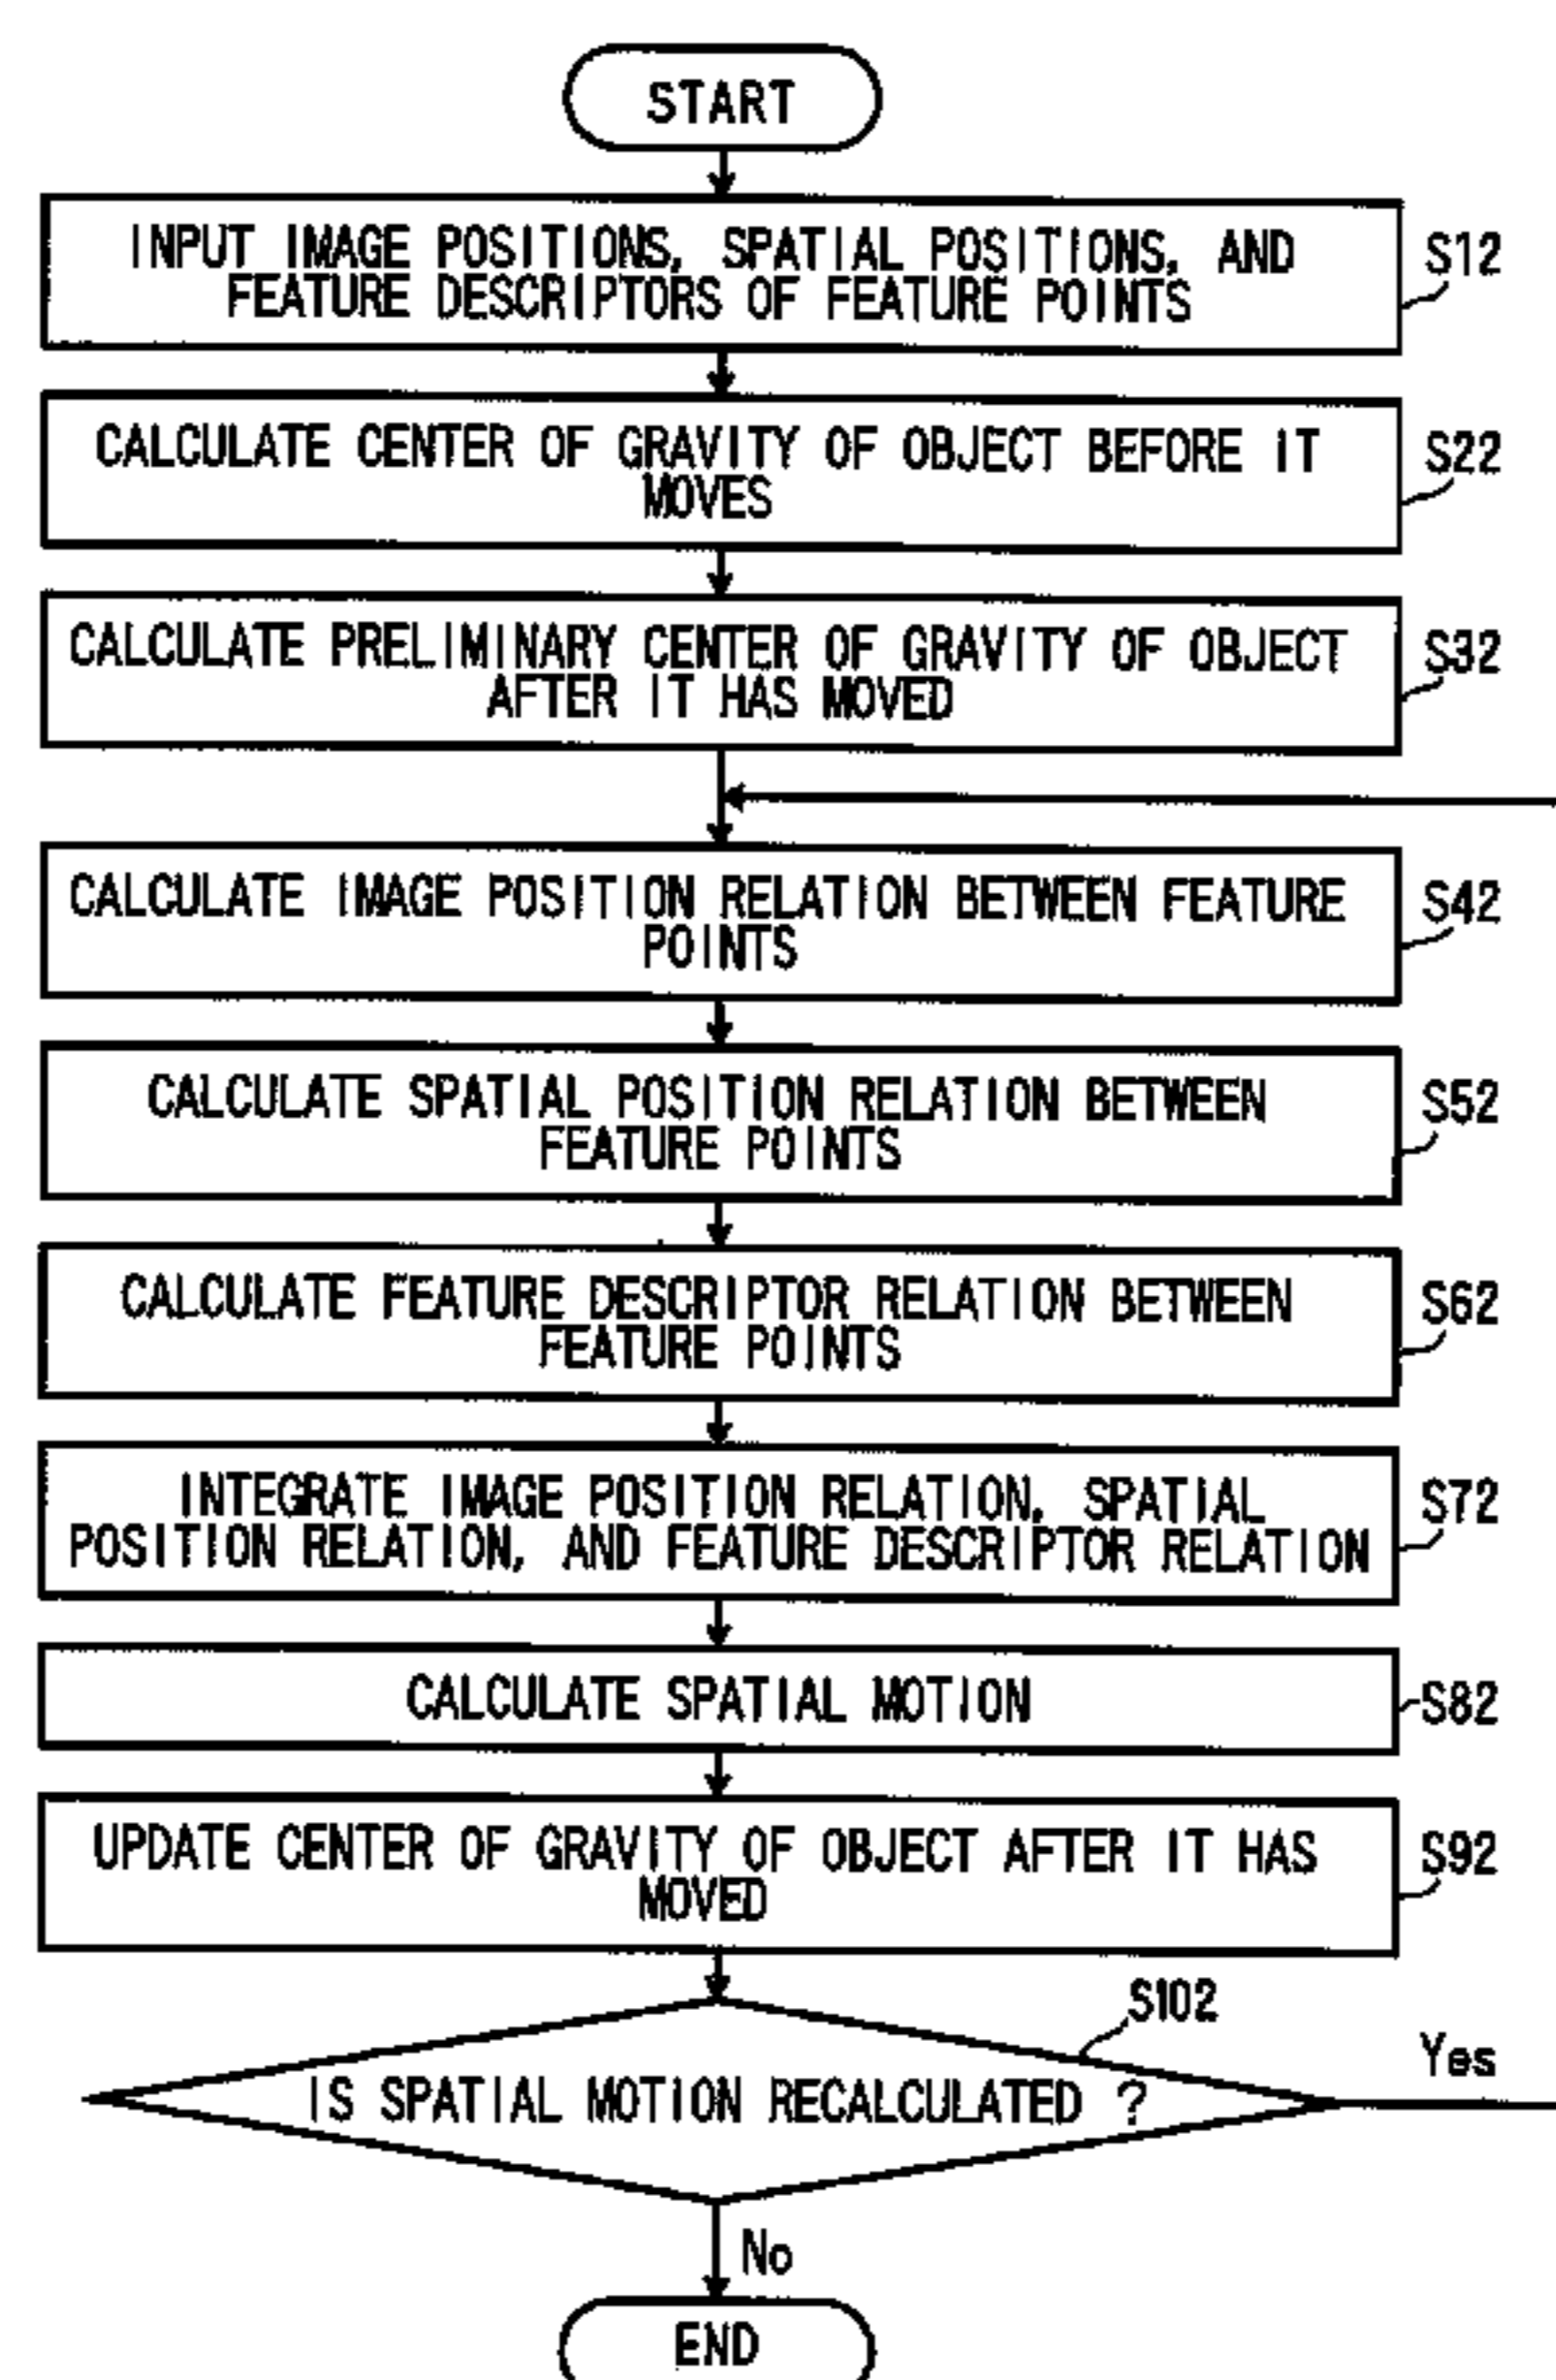 START
INPUT IMAGE POSITIONS, SPATIAL POSITIONS, AND
FEATURE DESCRIPTORS OF FEATURE POINTS
S12
CALCULATE CENTER OF GRAVITY OF OBJECT BEFORE IT
MOVES
S22
CALCULATE PRELIMINARY CENTER OF GRAVITY OF OBJECT
AFTER IT HAS MOVED
S32
CALCULATE IMAGE POSITION RELATION BETWEEN FEATURE
POINTS
S42
CALCULATE SPATIAL POSITION RELATION BETWEEN
FEATURE POINTS
S52
CALCULATE FEATURE DESCRIPTOR RELATION BETWEEN
FEATURE POINTS
S62
INTEGRATE IMAGE POSITION RELATION, SPATIAL
POSITION RELATION, AND FEATURE DESCRIPTOR RELATION
S72
CALCULATE SPATIAL MOTION
S82
UPDATE CENTER OF GRAVITY OF OBJECT AFTER IT HAS
MOVED
S92
S102
IS SPATIAL MOTION RECALCULATED ?
Yes
No
END